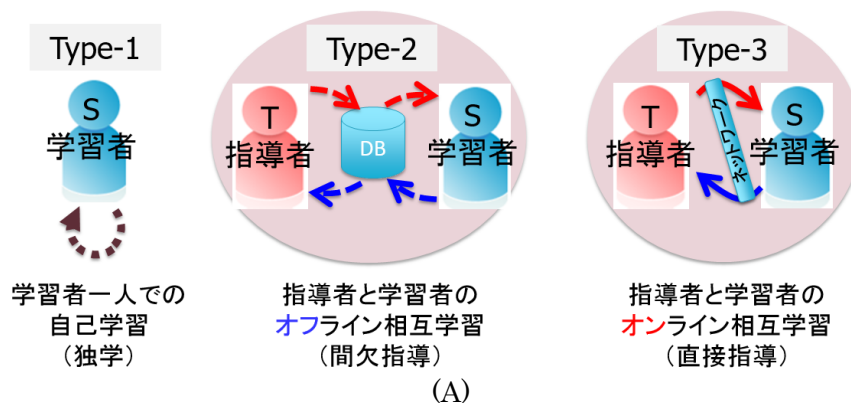 Type-1
S
学習者
学習者一人での
自己学習
(独学)
Type-2
T
指導者
DB
S
学習者
指導者と学習者の
オフライン相互学習
(間欠指導)
Type-3
T
指導者
ネットワーク
S
学習者
指導者と学習者の
オンライン相互学習
(直接指導)
(A)